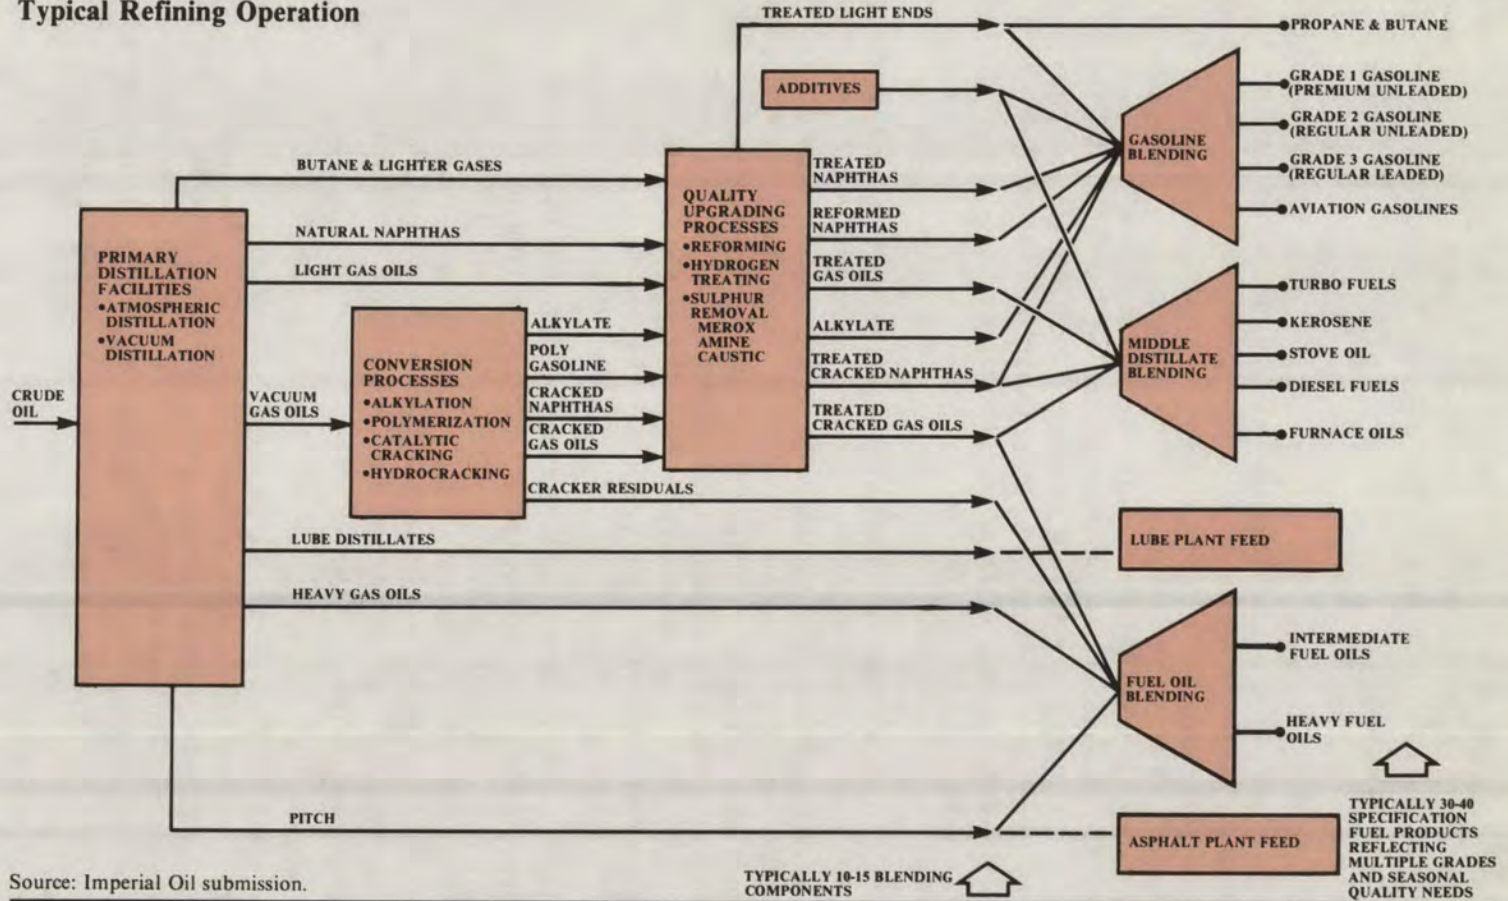 Typical Refining Operation
TREATED LIGHT ENDS
PROPANE & BUTANE
ADDITIVES
GRADE 1 GASOLINE
(PREMIUM UNLEADED)
GRADE 2 GASOLINE
(REGULAR UNLEADED)
GRADE 3 GASOLINE
(REGULAR LEADED)
AVIATION GASOLINES
GASOLINE
BLENDING
BUTANE & LIGHTER GASES
NATURAL NAPHTHAS
LIGHT GAS OILS
PRIMARY
DISTILLATION
FACILITIES
•ATMOSPHERIC
DISTILLATION
•VACUUM
DISTILLATION
CRUDE
OIL
VACUUM
GAS OILS
CONVERSION
PROCESSES
•ALKYLATION
•POLYMERIZATION
•CATALYTIC
CRACKING
•HYDROCRACKING
ALKYLATE
POLY
GASOLINE
CRACKED
NAPHTHAS
CRACKED
GAS OILS
CRACKER RESIDUALS
QUALITY
UPGRADING
PROCESSES
•REFORMING
•HYDROGEN
TREATING
•SULPHUR
REMOVAL
MEROX
AMINE
CAUSTIC
TREATED
NAPHTHAS
REFORMED
NAPHTHAS
TREATED
GAS OILS
ALKYLATE
TREATED
CRACKED NAPHTHAS
TREATED
CRACKED GAS OILS
MIDDLE
DISTILLATE
BLENDING
TURBO FUELS
KEROSENE
STOVE OIL
DIESEL FUELS
FURNACE OILS
LUBE DISTILLATES
LUBE PLANT FEED
HEAVY GAS OILS
FUEL OIL
BLENDING
INTERMEDIATE
FUEL OILS
HEAVY FUEL
OILS
PITCH
ASPHALT PLANT FEED
TYPICALLY 30-40
SPECIFICATION
FUEL PRODUCTS
REFLECTING
MULTIPLE GRADES
AND SEASONAL
QUALITY NEEDS
TYPICALLY 10-15 BLENDING
COMPONENTS
Source: Imperial Oil submission.